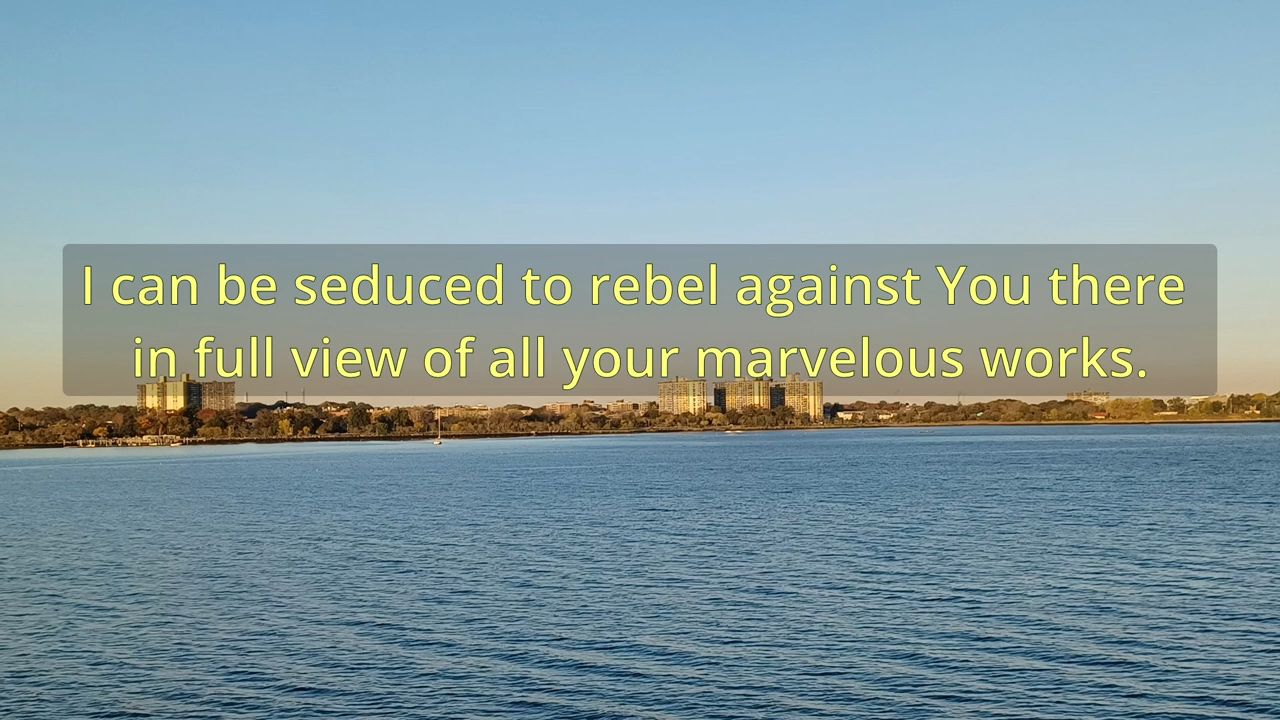 I can be seduced to rebel against You there
in full view of all your marvelous works.